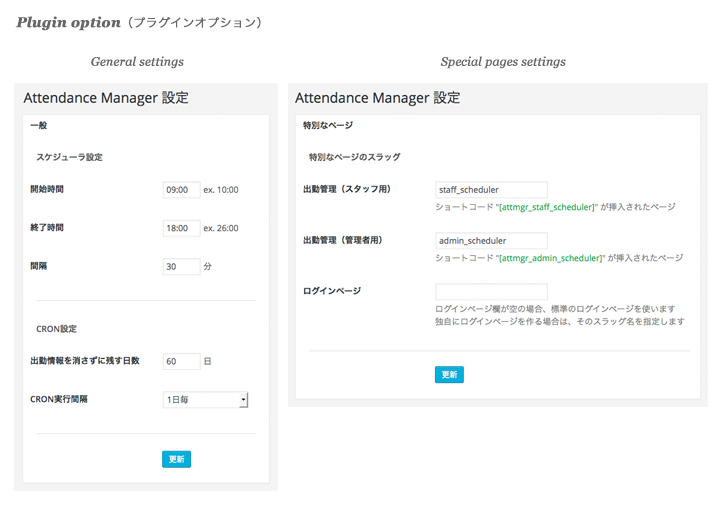 Plugin option（プラグインオプション）
General settings
Attendance Manager 設定
一般
スケジューラ設定
開始時間 09:00 ex. 10:00
終了時間 18:00 ex. 26:00
間隔 30 分
CRON設定
出勤情報を消さずに残す日数 60 日
CRON実行間隔 1日毎
更新
Special pages settings
Attendance Manager 設定
特別なページ
特別なページのスラッグ
出勤管理（スタッフ用） staff_scheduler
ショートコード "[attmgr_staff_scheduler]" が挿入されたページ
出勤管理（管理者用） admin_scheduler
ショートコード "[attmgr_admin_scheduler]" が挿入されたページ
ログインページ
ログインページ欄が空の場合、標準のログインページを使います
独自にログインページを作る場合は、そのスラッグ名を指定します
更新